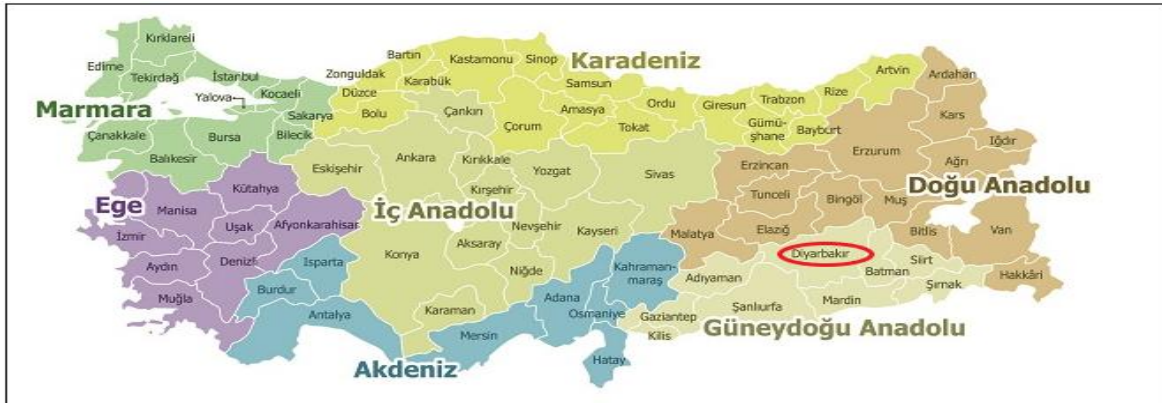 Kırklareli
Edirne
Tekirdağ
İstanbul
Kocaeli
Yalova
Sakarya
Marmara
Çanakkale
Bursa
Bilecik
Balıkesir
Bartın
Kastamonu
Sinop
Karadeniz
Zonguldak
Karabük
Samsun
Düzce
Bolu
Çankırı
Çorum
Amasya
Tokat
Ordu
Giresun
Trabzon
Rize
Artvin
Gümü-
şhane
Bayburt
Ardahan
Kars
Iğdır
Erzurum
Ağrı
Erzincan
Doğu Anadolu
Tunceli
Bingöl
Muş
Elazığ
Malatya
Bitlis
Van
Hakkâri
Eskişehir
Ankara
Kırıkkale
Yozgat
Sivas
Kırşehir
İç Anadolu
Nevşehir
Kayseri
Aksaray
Konya
Niğde
Karaman
Ege
Kütahya
Manisa
Uşak
Afyonkarahisar
İzmir
Aydın
Denizli
Muğla
Isparta
Burdur
Antalya
Mersin
Adana
Osmaniye
Kahraman-
maraş
Hatay
Akdeniz
Diyarbakır
Adıyaman
Batman
Siirt
Şırnak
Şanlıurfa
Mardin
Gaziantep
Kilis
Güneydoğu Anadolu